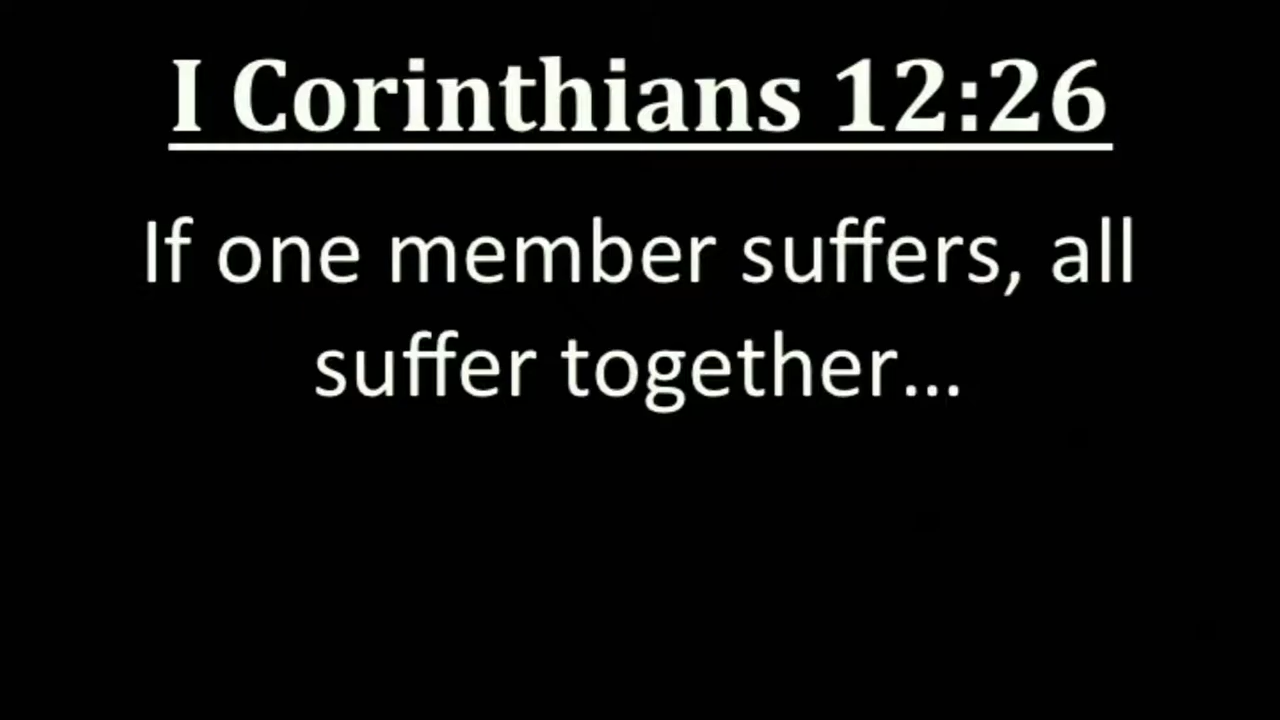 I Corinthians 12:26
If one member suffers, all
suffer together...